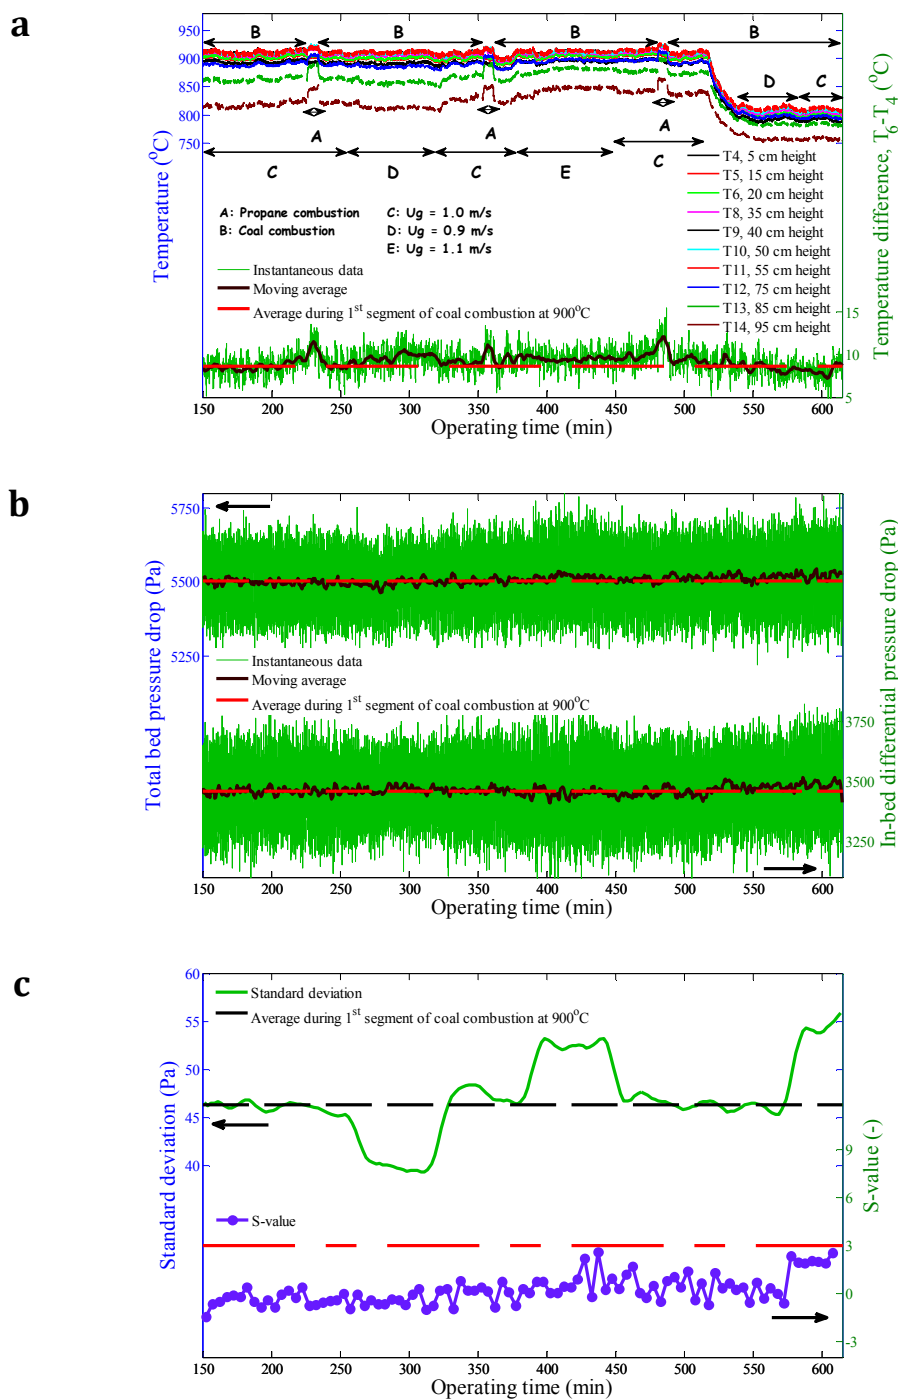 a
B B B B
D C
A A A
C D C E C
A: Propane combustion C: Ug = 1.0 m/s
B: Coal combustion D: Ug = 0.9 m/s
E: Ug = 1.1 m/s
Instantaneous data
Moving average
Average during 1st segment of coal combustion at 900°C
T4, 5 cm height
T5, 15 cm height
T6, 20 cm height
T8, 35 cm height
T9, 40 cm height
T10, 50 cm height
T11, 55 cm height
T12, 75 cm height
T13, 85 cm height
T14, 95 cm height
Temperature (°C)
950
900
850
800
750
Temperature difference, T6-T4 (°C)
15
10
5
150 200 250 300 350 400 450 500 550 600
Operating time (min)
b
Total bed pressure drop (Pa)
5750
5500
5250
Instantaneous data
Moving average
Average during 1st segment of coal combustion at 900°C
In-bed differential pressure drop (Pa)
3750
3500
3250
150 200 250 300 350 400 450 500 550 600
Operating time (min)
c
Standard deviation (Pa)
60
55
50
45
40
Standard deviation
Average during 1st segment of coal combustion at 900°C
S-value
S-value (-)
9
6
3
0
-3
150 200 250 300 350 400 450 500 550 600
Operating time (min)